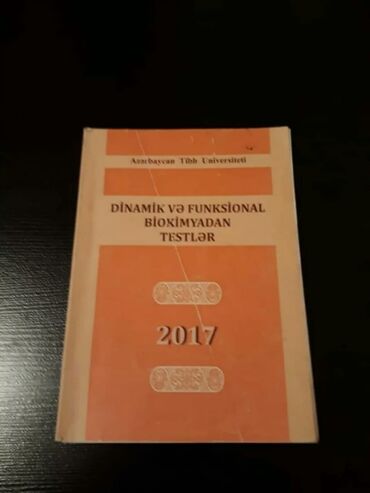 Azərbaycan Tibb Universiteti
DİNAMİK VƏ FUNKSİONAL
BİOKİMYADAN
TESTLƏR
2017